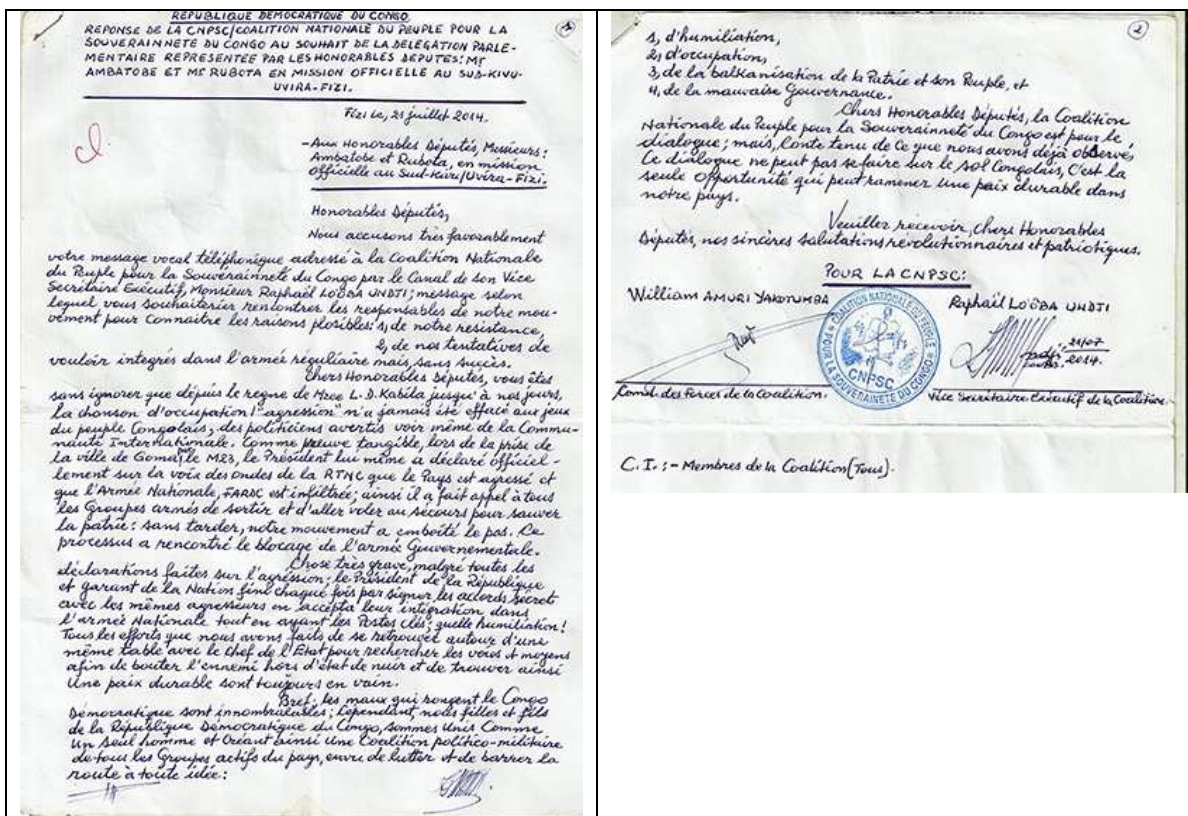 REPUBLIQUE DEMOCRATIQUE DU CONGO
REPONSE DE LA CNPSC/COALITION NATIONALE DU PEUPLE POUR LA
SOUVERAINNETE DU CONGO AU SOUHAIT DE LA DELEGATION PARLE-
MENTAIRE REPRESENTEE PAR LES HONORABLES DEPUTES: Mr
AMBATOBE ET Mr RUBOTA EN MISSION OFFICIELLE AU SUD-KIVU-
UVIRA-FIZI.
1
Fizi le, 21 juillet 2014.
-Aux Honorables Députés, Messieurs:
Ambatobe et Rubota, en mission
officielle au Sud-Kivu/Uvira-Fizi.
Honorables Députés,
Nous accusons très favorablement
votre message vocal téléphonique adressé à la Coalition Nationale
du Peuple pour la Souveraineté du Congo par le Canal de son Vice
Secrétaire Exécutif, Monsieur Raphaël LOÖBA UNDJI; message selon
lequel vous souhaiterier rencontrer les responsables de notre mou-
vement pour connaitre les raisons plosibles: 1, de notre resistance,
2, de nos tentatives de
vouloir integrés dans l'armée régulière mais, sans succès.
Chers Honorables Députés, vous êtes
sans ignorer que dépuis le regne de Mzee L.D. Kabila jusqu'à nos jours,
la chanson d'occupation l'"agression" n'a jamais été effacé aux jeux
du peuple Congolais, des politiciens avertis voir même de la Commu-
nauté Internationale. Comme preuve tangible, lors de la prise de
la ville de Goma le M23, le Président lui même a déclaré officiel-
lement sur la voix des ondes de la RTNC que le Pays est agressé et
que l'Armée Nationale, FARDC est infiltrée; ainsi il a fait appel à tous
les Groupes armés de sortir et d'aller voler au secours pour sauver
la patrie: sans tarder, notre mouvement a emboîté le pas. Ce
processus a rencontré le blocage de l'armée Gouvernementale.
Chose très grave, malgré toutes les
déclarations faites sur l'agression; le Président de la République
et garant de la Nation fini chaque fois par signer les accords secret
avec les mêmes agresseurs en accepta leur intégration dans
l'armée Nationale tout en ayant les Postes clés; quelle humiliation!
Tous les efforts que nous avons faits de se retrouver autour d'une
même table avec le Chef de l'Etat pour rechercher les voies et moyens
afin de bouter l'ennemi hors d'état de nuir et de trouver ainsi
Une paix durable sont toujours en vain.
Bref: les maux qui rongent le Congo
Démocratique sont innombrables; Cependant, nous filles et fils
de la République Démocratique du Congo, sommes Unis Comme
Un Seul homme et Créant ainsi Une Coalition politico-militaire
de tous les Groupes actifs du pays, en vu de lutter et de barrer la
route à toute idée:
2
1, d'humiliation,
2, d'occupation,
3, de la balkanisation de la Patrie et son Peuple, et
4, de la mauvaise Gouvernance.
Chers Honorables Députés, la Coalition
Nationale du Peuple pour la Souverainneté du Congo est pour le
dialogue; mais, Conte tenu de Ce que nous avons déjà observé,
Ce dialogue ne peut pas se faire sur le sol Congolais, C'est la
seule opportunité qui peut ramener une paix durable dans
notre pays.
Veuiller récevoir, chers Honorables
Députés, nos sincères salutations révolutionnaires et patriotiques.
POUR LA CNPSC:
William AMURI YAKOTUMBA
Raphaël LOÖBA UNDJI
COALITION NATIONALE DU PEUPLE
POUR LA SOUVERAINETE DU CONGO
CNPSC
21/07
2014.
Comd. des Forces de la Coalition.
Vice Secrétaire Exécutif de la Coalition
C.I.:- Membres de la Coalition (Tous).